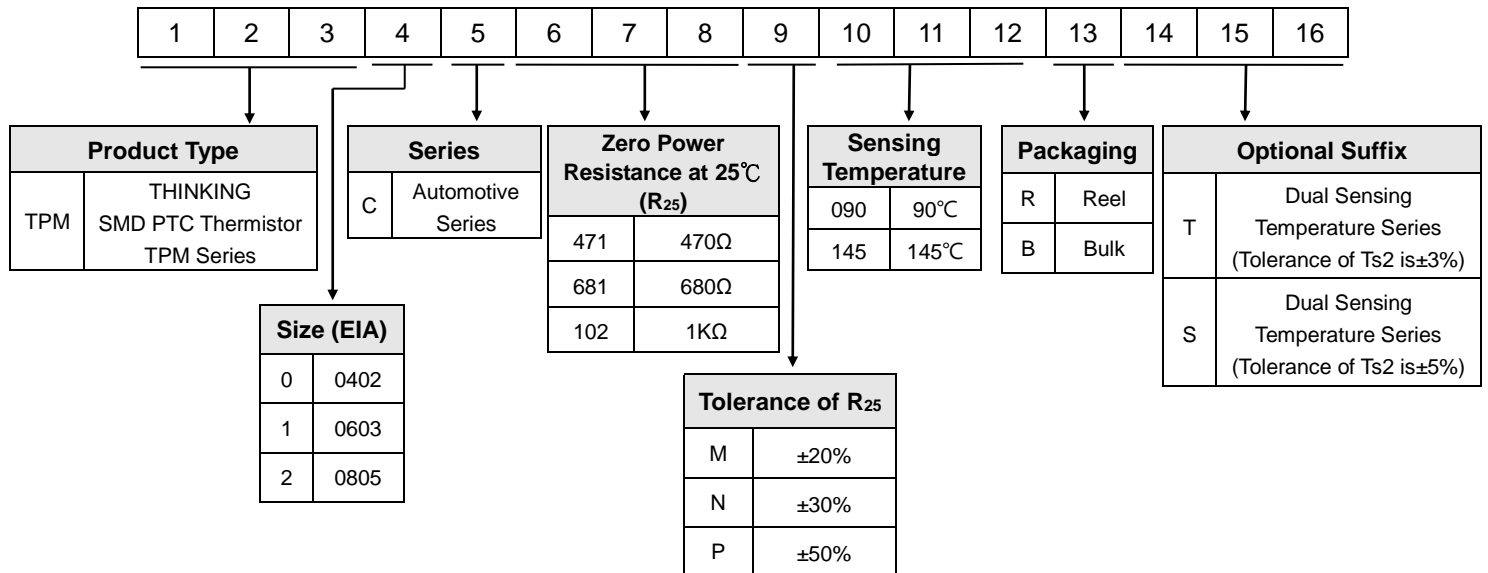 1 2 3 4 5 6 7 8 9 10 11 12 13 14 15 16
Product Type
TPM
THINKING
SMD PTC Thermistor
TPM Series
Size (EIA)
0 0402
1 0603
2 0805
Series
C
Automotive
Series
Zero Power
Resistance at 25℃
(R25)
471 470Ω
681 680Ω
102 1KΩ
Tolerance of R25
M ±20%
N ±30%
P ±50%
Sensing
Temperature
090 90℃
145 145℃
Packaging
R Reel
B Bulk
Optional Suffix
T
Dual Sensing
Temperature Series
(Tolerance of Ts2 is±3%)
S
Dual Sensing
Temperature Series
(Tolerance of Ts2 is±5%)